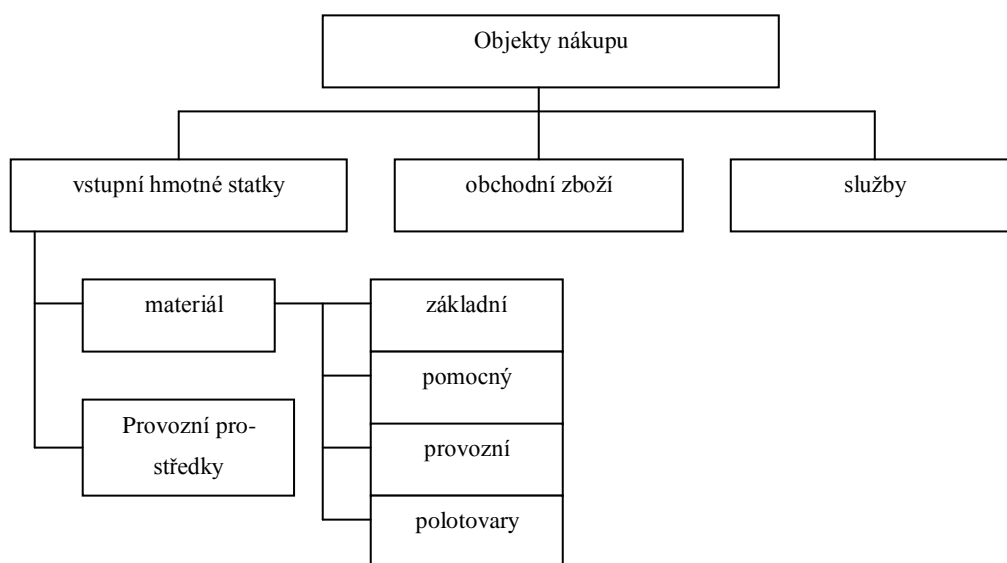 Objekty nákupu
vstupní hmotné statky
obchodní zboží
služby
materiál
základní
pomocný
Provozní pro-
středky
provozní
polotovary